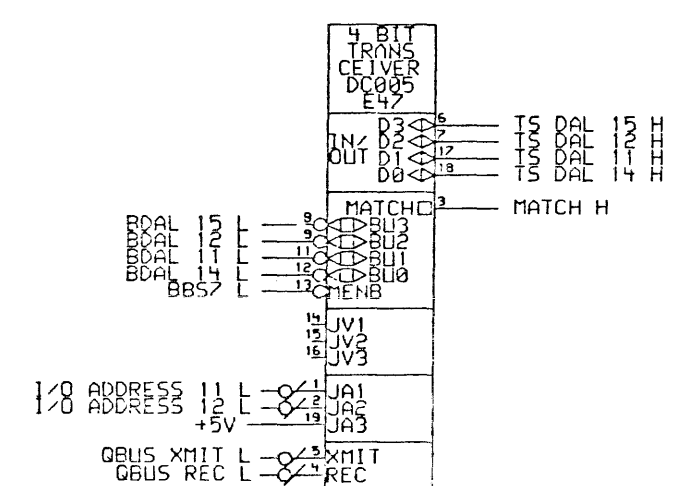 4 BIT
TRANS
CEIVER
DC005
E47
IN/
OUT
D3 6 TS DAL 15 H
D2 7 TS DAL 12 H
D1 17 TS DAL 11 H
D0 18 TS DAL 14 H
MATCH 3 MATCH H
BDAL 15 L 8 BU3
BDAL 12 L 9 BU2
BDAL 11 L 11 BU1
BDAL 14 L 12 BU0
BBS7 L 13 MENB
14 JV1
15 JV2
16 JV3
I/O ADDRESS 11 L 1 JA1
I/O ADDRESS 12 L 2 JA2
+5V 19 JA3
QBUS XMIT L 5 XMIT
QBUS REC L 4 REC